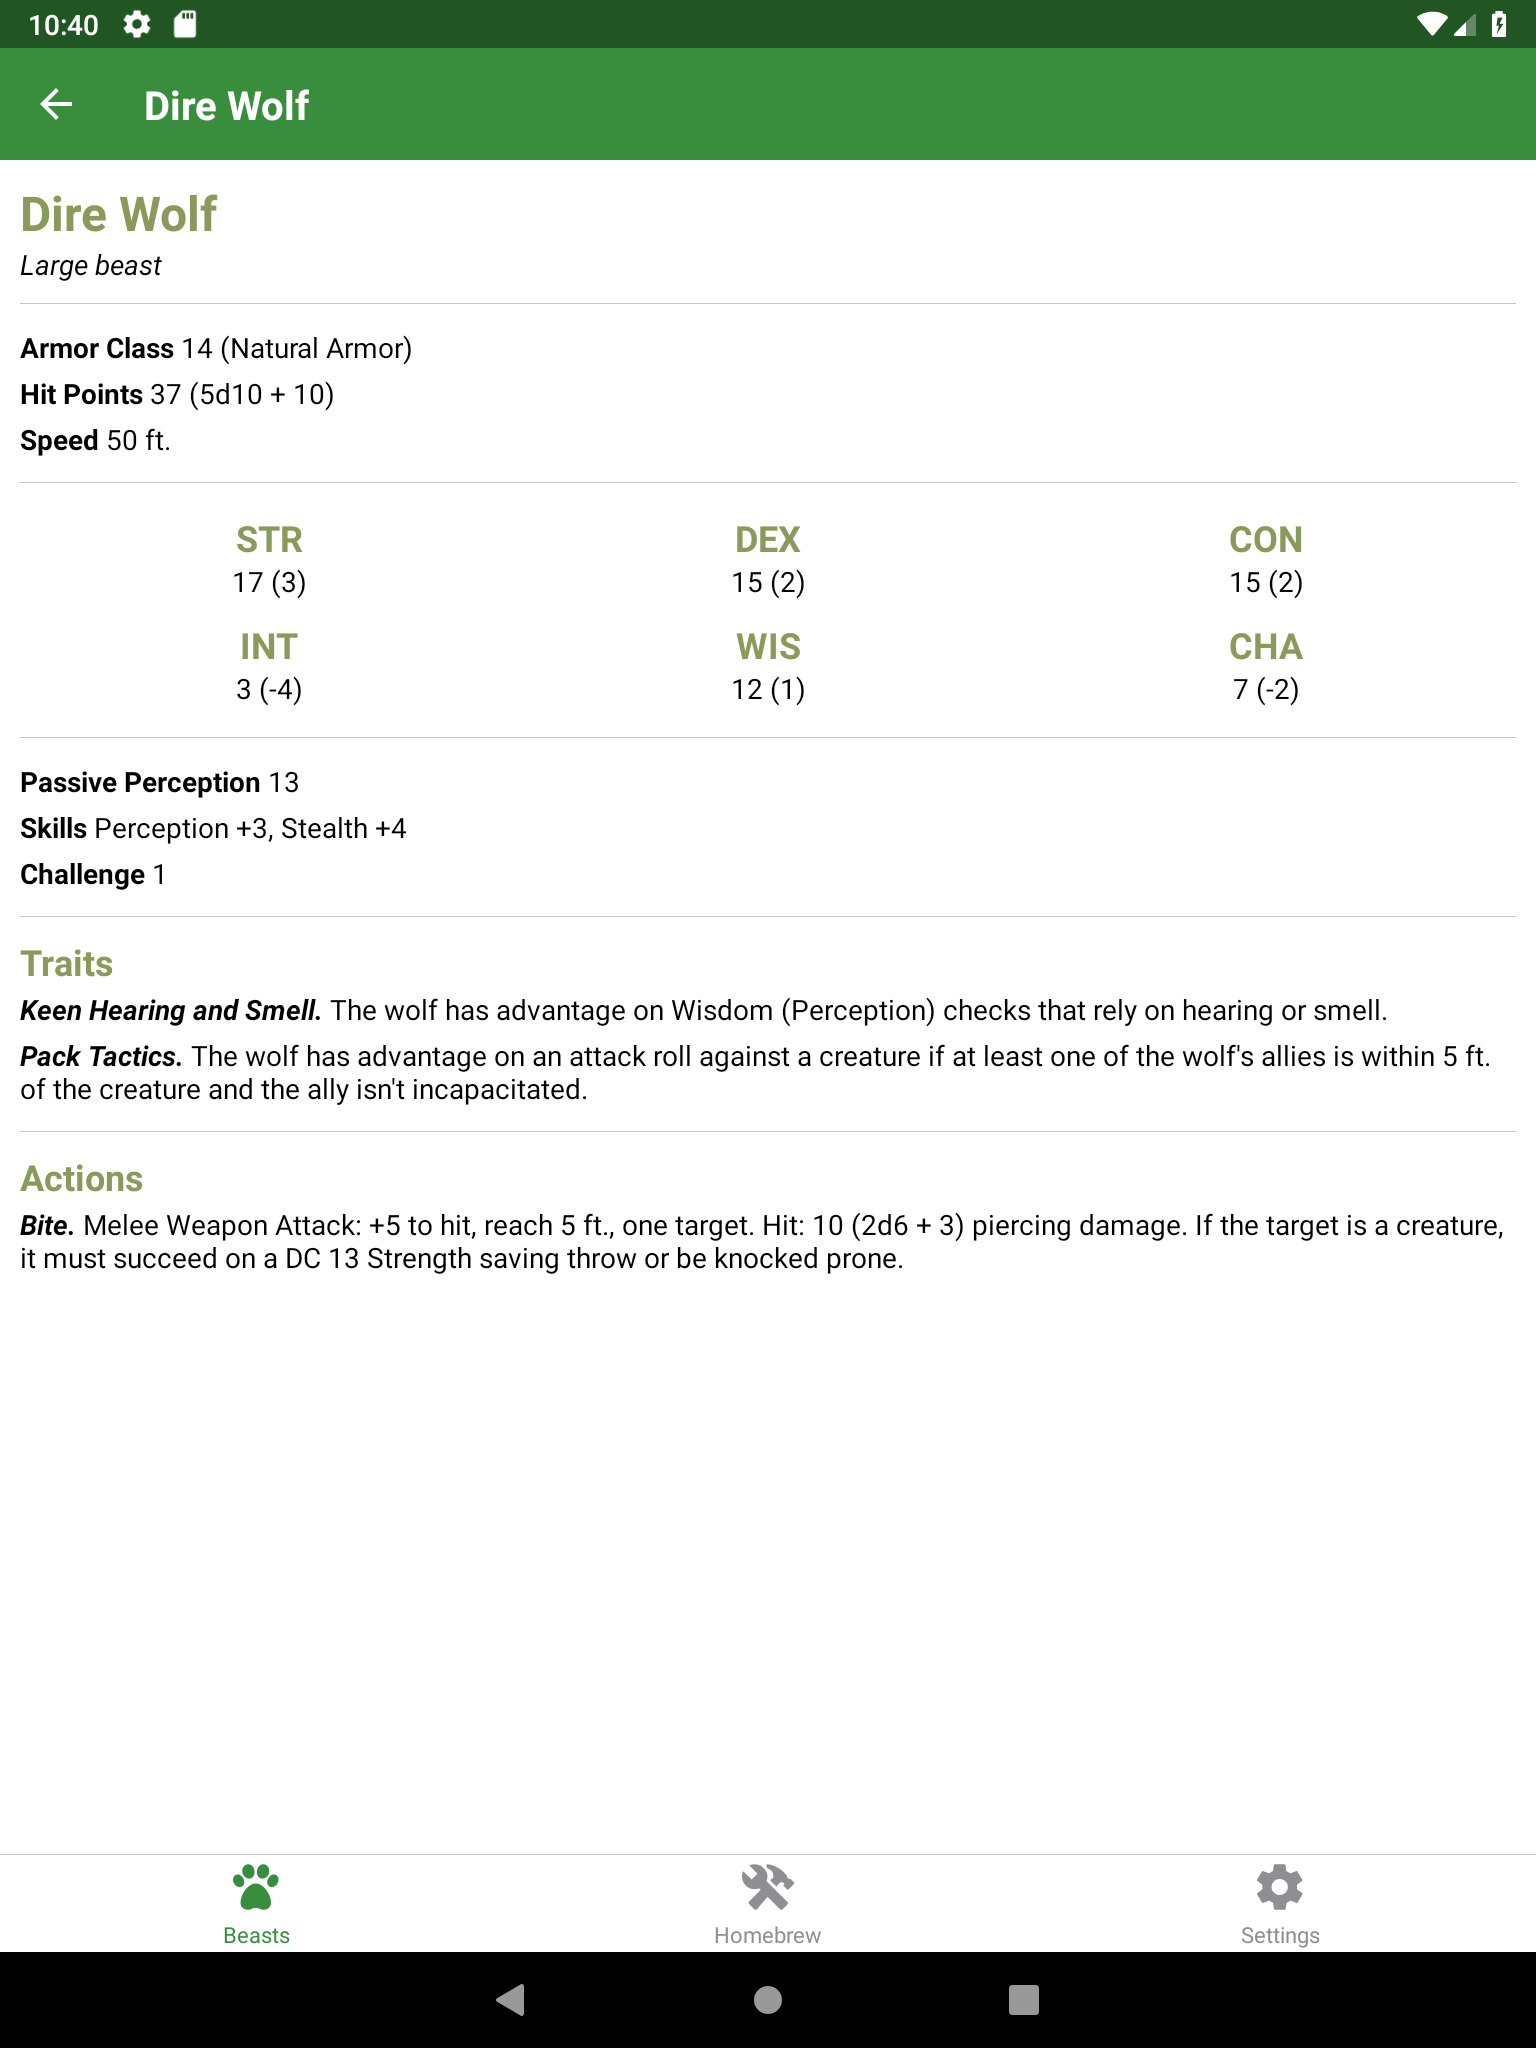 10:40
Dire Wolf
Dire Wolf
Large beast
Armor Class 14 (Natural Armor)
Hit Points 37 (5d10 + 10)
Speed 50 ft.
STR DEX CON
17 (3) 15 (2) 15 (2)
INT WIS CHA
3 (-4) 12 (1) 7 (-2)
Passive Perception 13
Skills Perception +3, Stealth +4
Challenge 1
Traits
Keen Hearing and Smell. The wolf has advantage on Wisdom (Perception) checks that rely on hearing or smell.
Pack Tactics. The wolf has advantage on an attack roll against a creature if at least one of the wolf's allies is within 5 ft.
of the creature and the ally isn't incapacitated.
Actions
Bite. Melee Weapon Attack: +5 to hit, reach 5 ft., one target. Hit: 10 (2d6 + 3) piercing damage. If the target is a creature,
it must succeed on a DC 13 Strength saving throw or be knocked prone.
Beasts Homebrew Settings